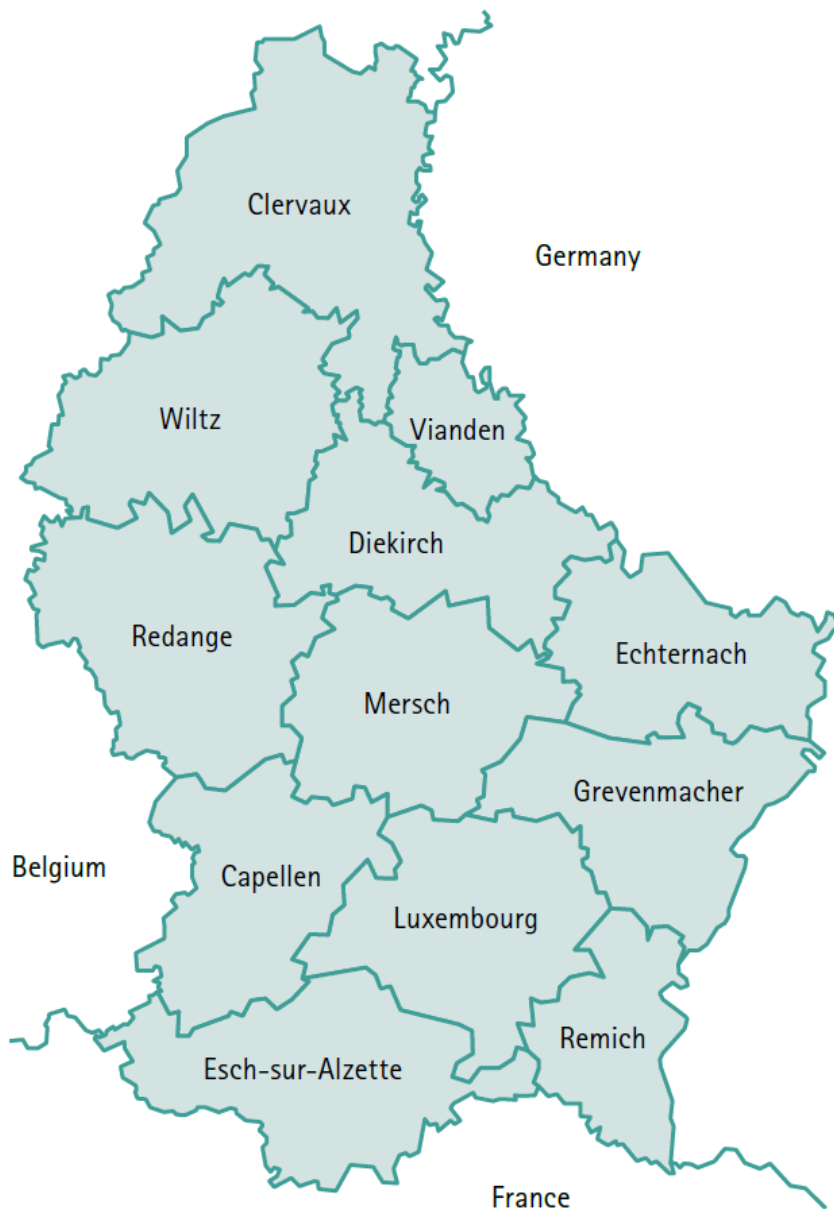 Clervaux
Germany
Wiltz
Vianden
Diekirch
Redange
Echternach
Mersch
Grevenmacher
Belgium
Capellen
Luxembourg
Remich
Esch-sur-Alzette
France